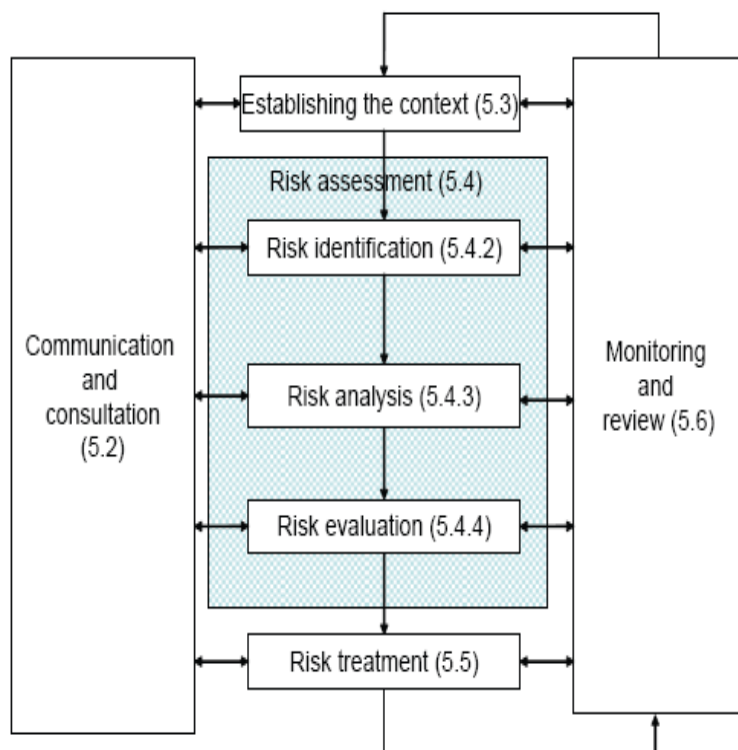 Establishing the context (5.3)
Risk assessment (5.4)
Risk identification (5.4.2)
Communication
and
consultation
(5.2)
Risk analysis (5.4.3)
Monitoring
and
review (5.6)
Risk evaluation (5.4.4)
Risk treatment (5.5)